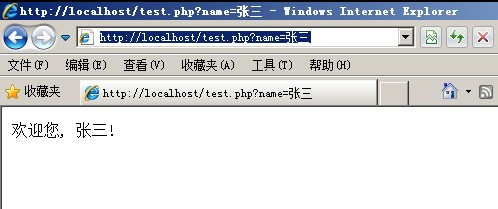 http://localhost/test.php?name=张三 - Windows Internet Explorer
http://localhost/test.php?name=张三
文件(F) 编辑(E) 查看(V) 收藏夹(A) 工具(T) 帮助(H)
收藏夹 http://localhost/test.php?name=张三
欢迎您, 张三!